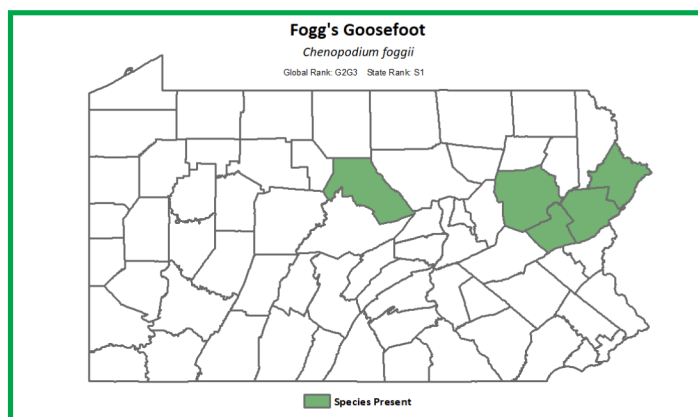 Fogg's Goosefoot
Chenopodium foggii
Global Rank: G2G3 State Rank: S1
Species Present